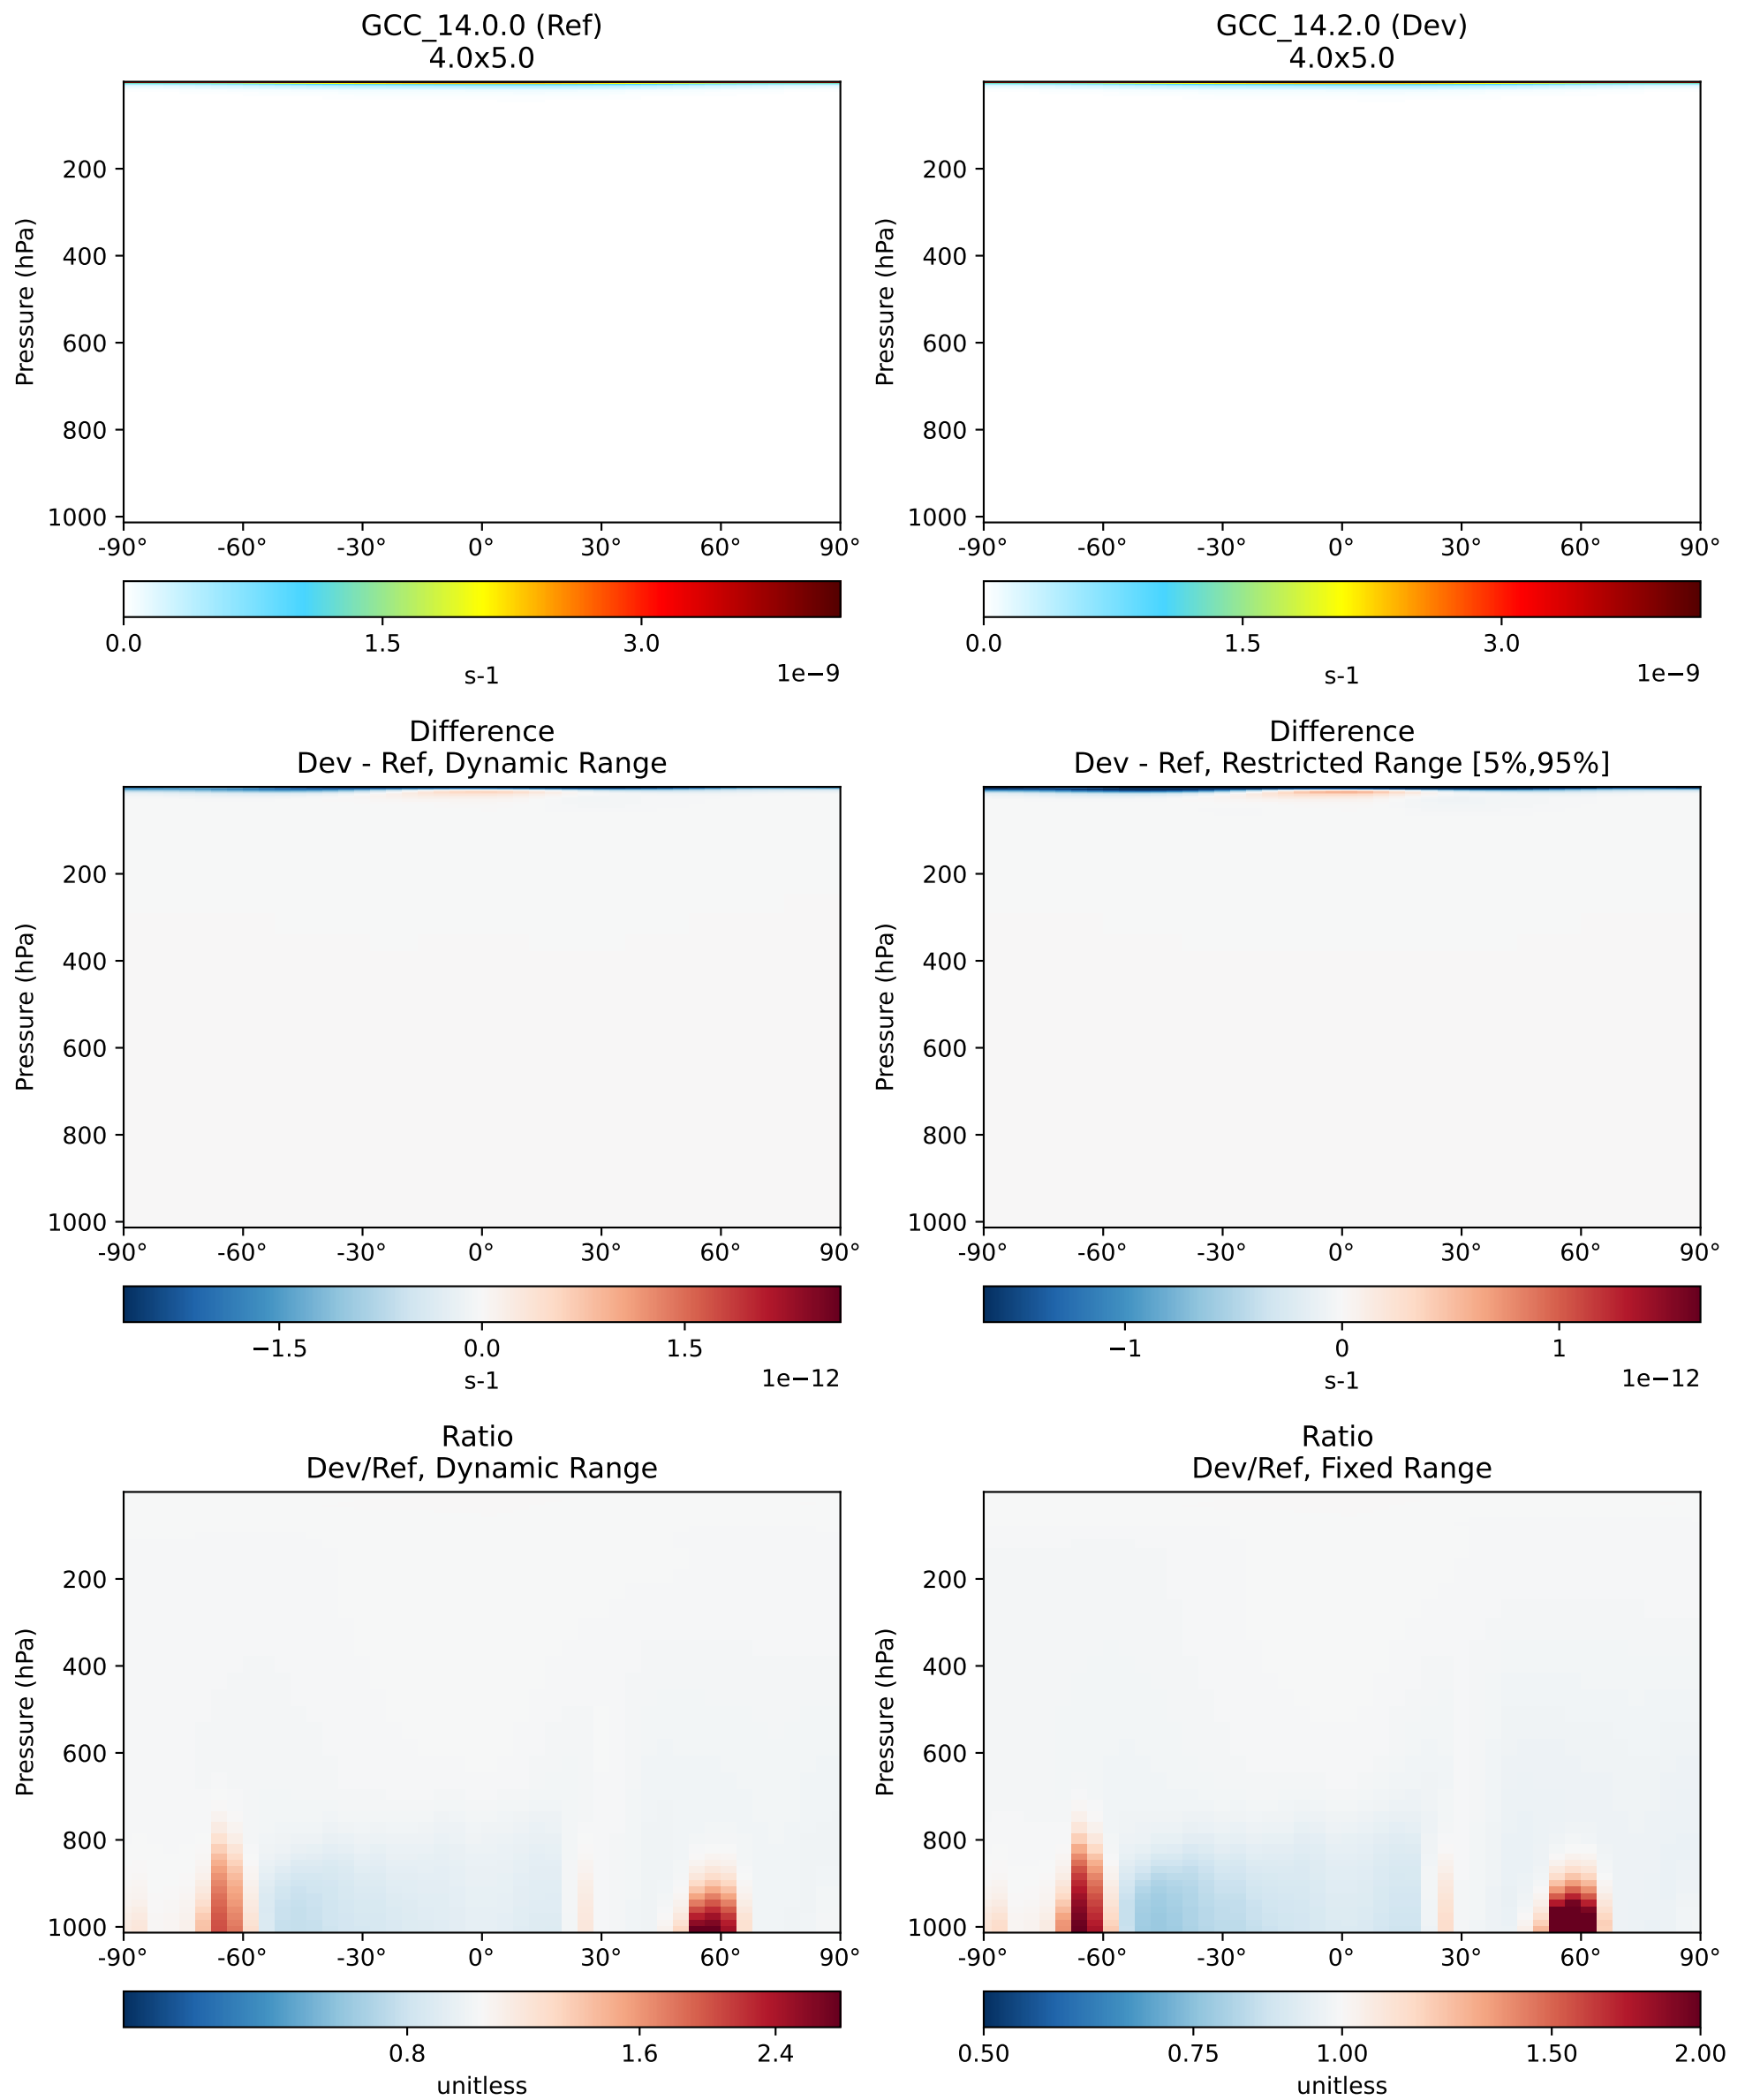 GCC_14.0.0 (Ref)
4.0x5.0
Pressure (hPa)
200
400
600
800
1000
-90° -60° -30° 0° 30° 60° 90°
0.0 1.5 3.0
s-1
1e−9
GCC_14.2.0 (Dev)
4.0x5.0
Pressure (hPa)
200
400
600
800
1000
-90° -60° -30° 0° 30° 60° 90°
0.0 1.5 3.0
s-1
1e−9
Difference
Dev - Ref, Dynamic Range
Pressure (hPa)
200
400
600
800
1000
-90° -60° -30° 0° 30° 60° 90°
−1.5 0.0 1.5
s-1
1e−12
Difference
Dev - Ref, Restricted Range [5%,95%]
Pressure (hPa)
200
400
600
800
1000
-90° -60° -30° 0° 30° 60° 90°
−1 0 1
s-1
1e−12
Ratio
Dev/Ref, Dynamic Range
Pressure (hPa)
200
400
600
800
1000
-90° -60° -30° 0° 30° 60° 90°
0.8 1.6 2.4
unitless
Ratio
Dev/Ref, Fixed Range
Pressure (hPa)
200
400
600
800
1000
-90° -60° -30° 0° 30° 60° 90°
0.50 0.75 1.00 1.50 2.00
unitless